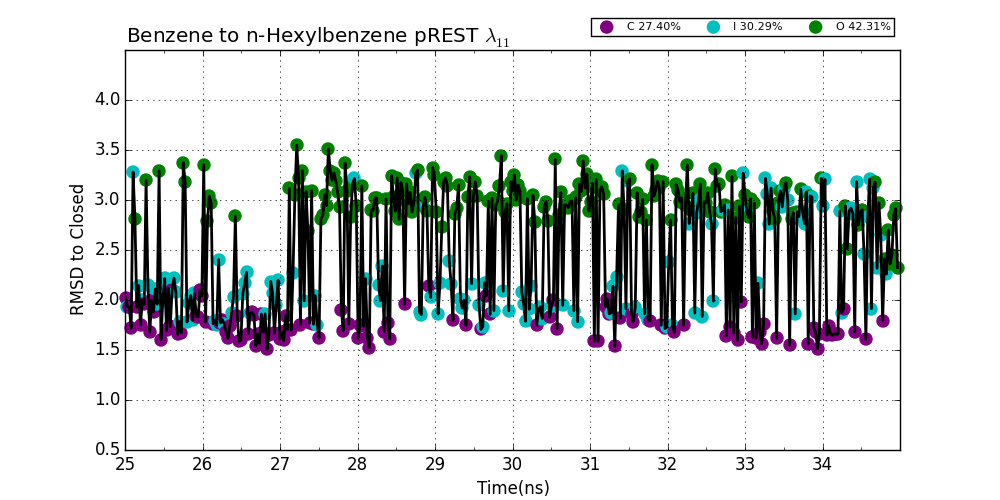 Benzene to n-Hexylbenzene pREST λ₁₁
C 27.40% I 30.29% O 42.31%
4.0
3.5
3.0
2.5
2.0
1.5
1.0
0.5
RMSD to Closed
25 26 27 28 29 30 31 32 33 34
Time(ns)